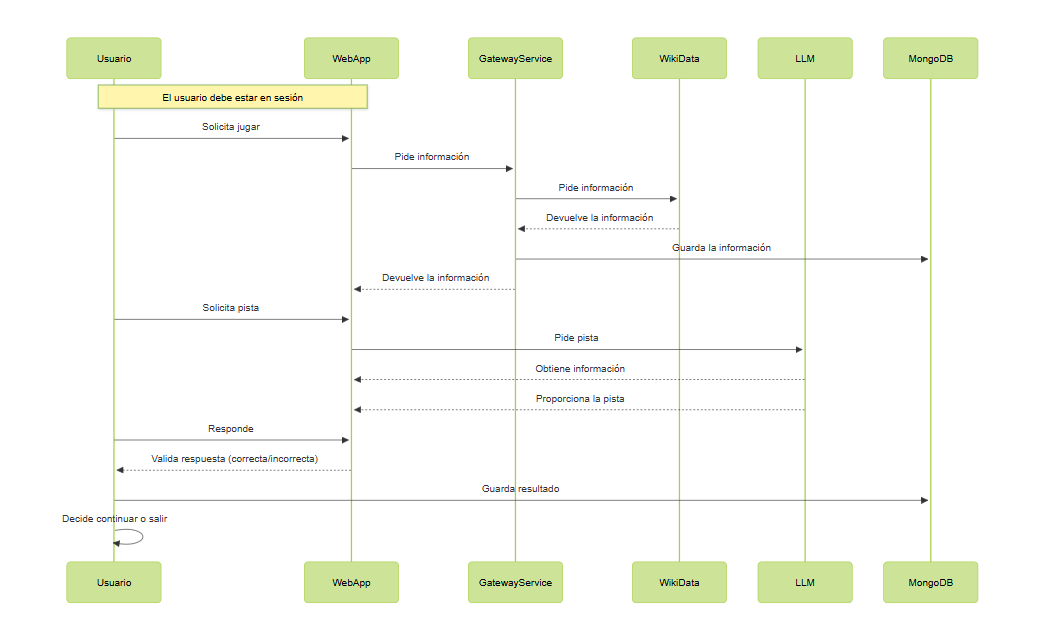 Usuario
WebApp
GatewayService
WikiData
LLM
MongoDB
El usuario debe estar en sesión
Solicita jugar
Pide información
Pide información
Devuelve la información
Guarda la información
Devuelve la información
Solicita pista
Pide pista
Obtiene información
Proporciona la pista
Responde
Valida respuesta (correcta/incorrecta)
Guarda resultado
Decide continuar o salir
Usuario
WebApp
GatewayService
WikiData
LLM
MongoDB